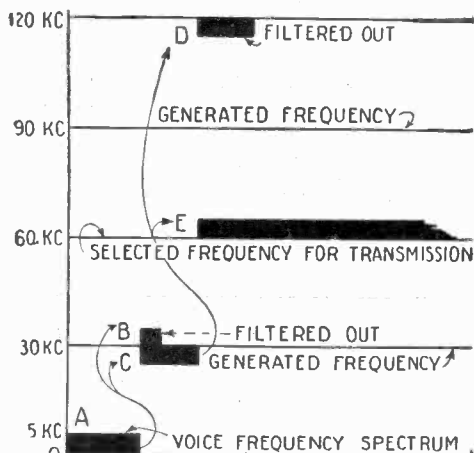 120 KC
D
FILTERED OUT
GENERATED FREQUENCY
90 KC
E
60 KC
SELECTED FREQUENCY FOR TRANSMISSION
B
FILTERED OUT
30 KC
C
GENERATED FREQUENCY
A
5 KC
VOICE FREQUENCY SPECTRUM
0